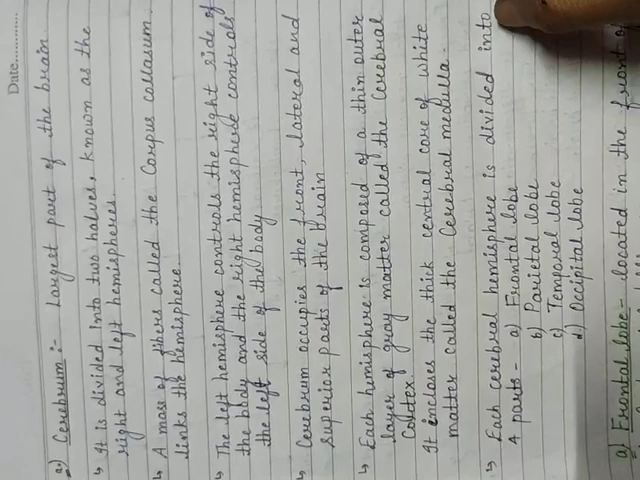 Date............
a) Cerebrum :- Largest part of the brain
↳ It is divided into two halves, known as the
right and left hemispheres.
↳ A mass of fibers called the Corpus collasum
links the hemisphere.
↳ The left hemisphere controls the right side of
the body and the right hemisphere controls
the left side of the body
↳ Cerebrum occupies the front, lateral and
superior parts of the brain
↳ Each hemisphere is composed of a thin outer
layer of gray matter called the Cerebral
Cortex.
It encloses the thick central core of white
matter called the Cerebral medulla.
↳ Each cerebral hemisphere is divided into
4 parts - a) Frontal lobe
b) Parietal lobe
c) Temporal lobe
d) Occipital lobe
a) Frontal lobe - located in the front of